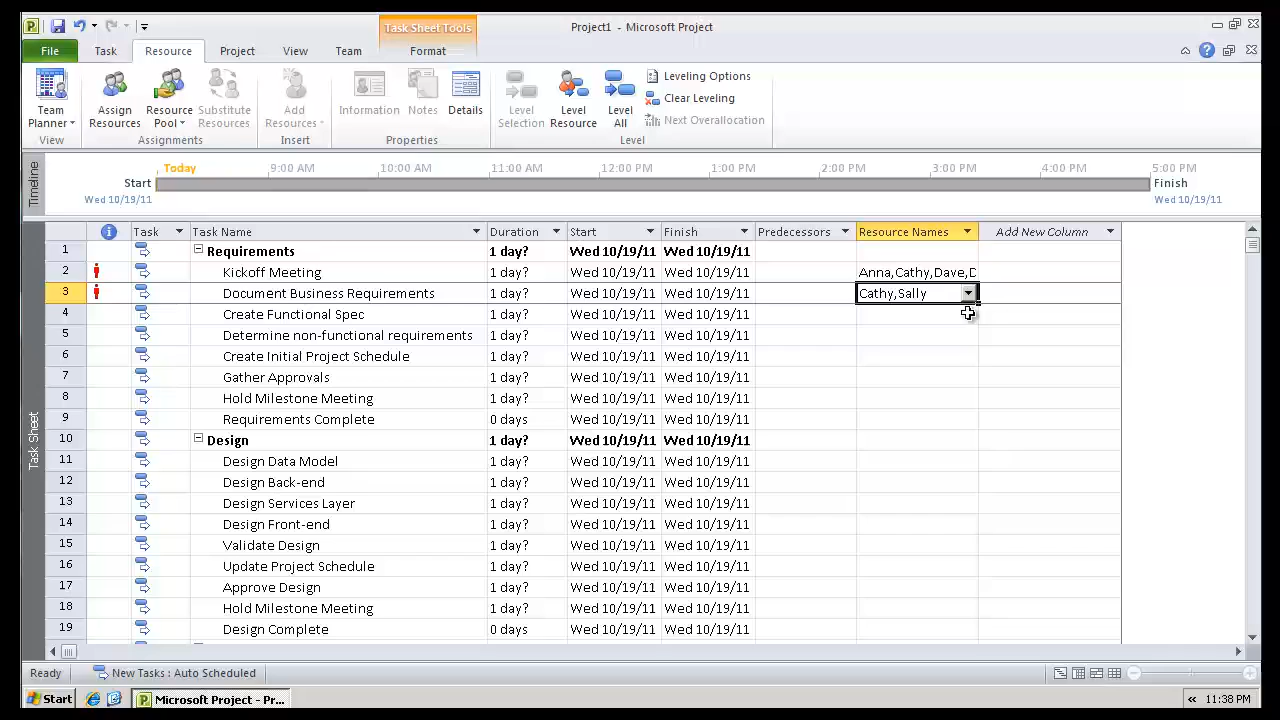 Task Sheet Tools
Project1 - Microsoft Project
File Task Resource Project View Team Format
Team Planner
Assign Resources
Resource Pool
Substitute Resources
Add Resources
Information
Notes
Details
Level Selection
Level Resource
Level All
Leveling Options
Clear Leveling
Next Overallocation
View Assignments Insert Properties Level
Timeline
Today 9:00 AM 10:00 AM 11:00 AM 12:00 PM 1:00 PM 2:00 PM 3:00 PM 4:00 PM 5:00 PM
Start Finish
Wed 10/19/11 Wed 10/19/11
Task Sheet
Task Task Name Duration Start Finish Predecessors Resource Names Add New Column
1 Requirements 1 day? Wed 10/19/11 Wed 10/19/11
2 Kickoff Meeting 1 day? Wed 10/19/11 Wed 10/19/11 Anna,Cathy,Dave,D
3 Document Business Requirements 1 day? Wed 10/19/11 Wed 10/19/11 Cathy,Sally
4 Create Functional Spec 1 day? Wed 10/19/11 Wed 10/19/11
5 Determine non-functional requirements 1 day? Wed 10/19/11 Wed 10/19/11
6 Create Initial Project Schedule 1 day? Wed 10/19/11 Wed 10/19/11
7 Gather Approvals 1 day? Wed 10/19/11 Wed 10/19/11
8 Hold Milestone Meeting 1 day? Wed 10/19/11 Wed 10/19/11
9 Requirements Complete 0 days Wed 10/19/11 Wed 10/19/11
10 Design 1 day? Wed 10/19/11 Wed 10/19/11
11 Design Data Model 1 day? Wed 10/19/11 Wed 10/19/11
12 Design Back-end 1 day? Wed 10/19/11 Wed 10/19/11
13 Design Services Layer 1 day? Wed 10/19/11 Wed 10/19/11
14 Design Front-end 1 day? Wed 10/19/11 Wed 10/19/11
15 Validate Design 1 day? Wed 10/19/11 Wed 10/19/11
16 Update Project Schedule 1 day? Wed 10/19/11 Wed 10/19/11
17 Approve Design 1 day? Wed 10/19/11 Wed 10/19/11
18 Hold Milestone Meeting 1 day? Wed 10/19/11 Wed 10/19/11
19 Design Complete 0 days Wed 10/19/11 Wed 10/19/11
Ready New Tasks : Auto Scheduled
Start Microsoft Project - Pr... « 11:38 PM